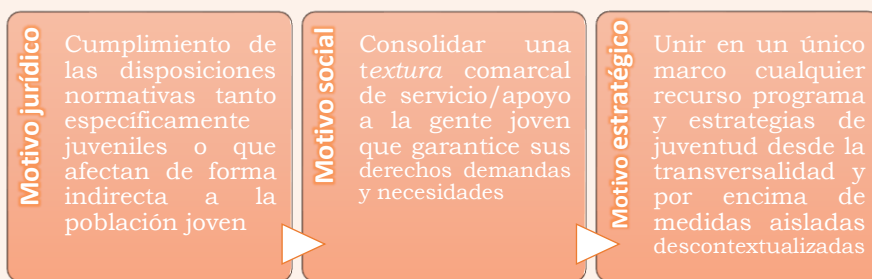 Motivo jurídico
Cumplimiento de
las disposiciones
normativas tanto
específicamente
juveniles o que
afectan de forma
indirecta a la
población joven
Motivo social
Consolidar una
textura comarcal
de servicio/apoyo
a la gente joven
que garantice sus
derechos demandas
y necesidades
Motivo estratégico
Unir en un único
marco cualquier
recurso programa
y estrategias de
juventud desde la
transversalidad y
por encima de
medidas aisladas
descontextualizadas